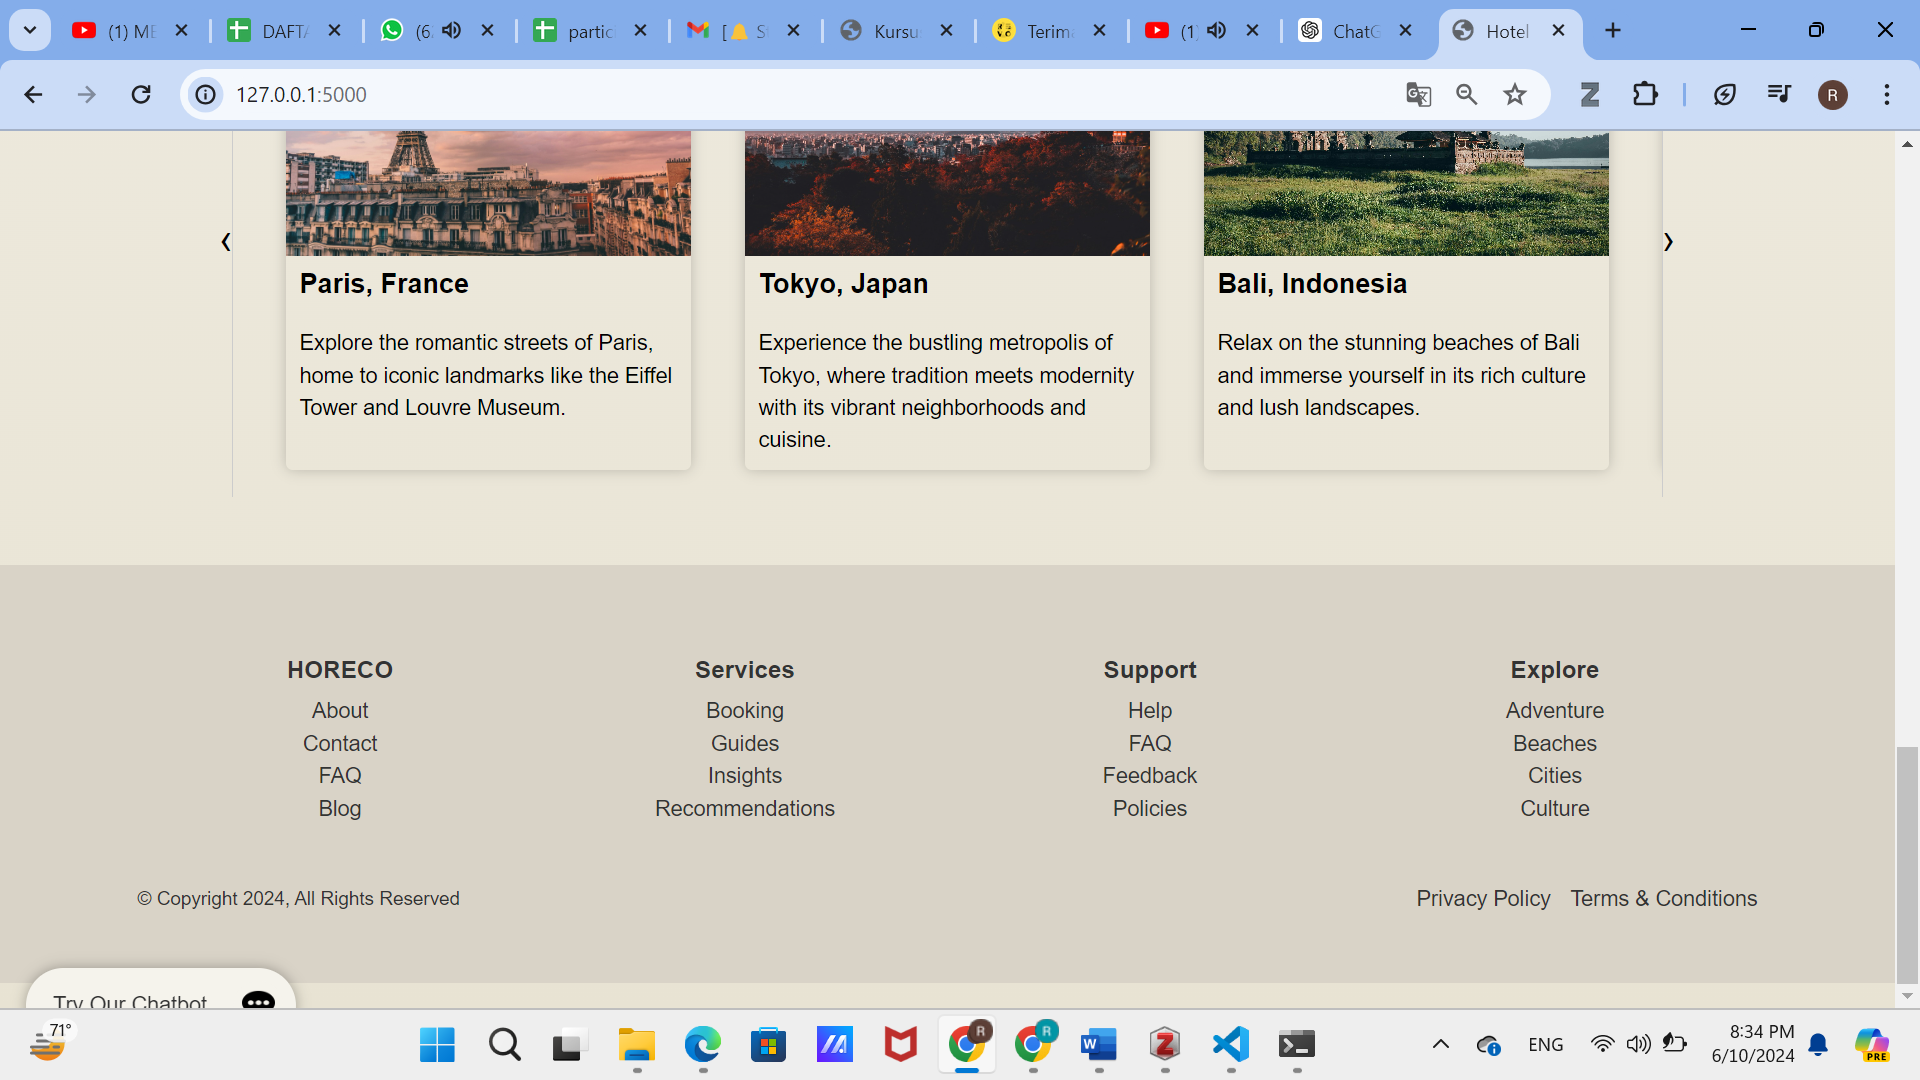 (1) ME
DAFTA
(6
partic
Kursu
Terima
(1)
ChatG
Hotel
127.0.0.1:5000
R
‹
›
Paris, France
Explore the romantic streets of Paris,
home to iconic landmarks like the Eiffel
Tower and Louvre Museum.
Tokyo, Japan
Experience the bustling metropolis of
Tokyo, where tradition meets modernity
with its vibrant neighborhoods and
cuisine.
Bali, Indonesia
Relax on the stunning beaches of Bali
and immerse yourself in its rich culture
and lush landscapes.
HORECO
About
Contact
FAQ
Blog
Services
Booking
Guides
Insights
Recommendations
Support
Help
FAQ
Feedback
Policies
Explore
Adventure
Beaches
Cities
Culture
© Copyright 2024, All Rights Reserved
Privacy Policy Terms & Conditions
Try Our Chatbot
71°
ENG
8:34 PM
6/10/2024
PRE